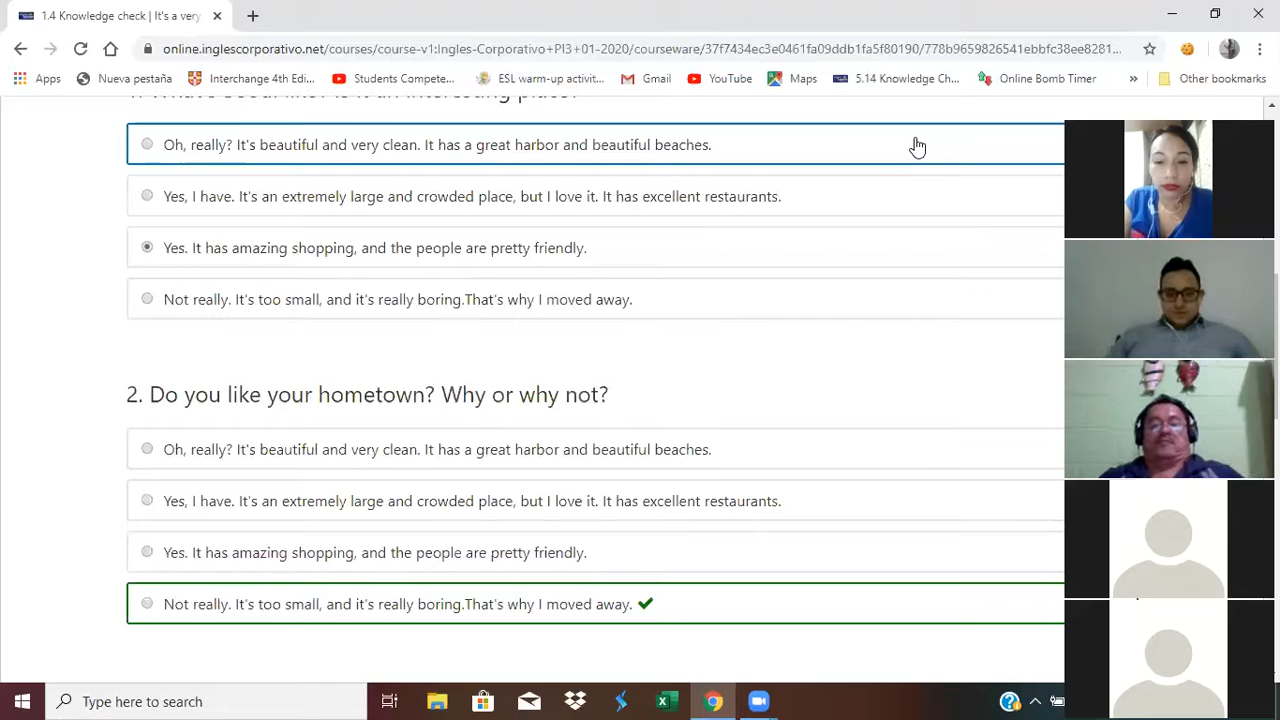 1.4 Knowledge check | It's a very
online.inglescorporativo.net/courses/course-v1:Ingles-Corporativo+PI3+01-2020/courseware/37f7434ec3e0461fa09ddb1fa5f80190/778b9659826541ebbfc38ee8281...
Apps Nueva pestaña Interchange 4th Edi... Students Compete... ESL warm-up activit... Gmail YouTube Maps 5.14 Knowledge Ch... Online Bomb Timer » Other bookmarks
Oh, really? It's beautiful and very clean. It has a great harbor and beautiful beaches.
Yes, I have. It's an extremely large and crowded place, but I love it. It has excellent restaurants.
Yes. It has amazing shopping, and the people are pretty friendly.
Not really. It's too small, and it's really boring.That's why I moved away.
2. Do you like your hometown? Why or why not?
Oh, really? It's beautiful and very clean. It has a great harbor and beautiful beaches.
Yes, I have. It's an extremely large and crowded place, but I love it. It has excellent restaurants.
Yes. It has amazing shopping, and the people are pretty friendly.
Not really. It's too small, and it's really boring.That's why I moved away.
Type here to search